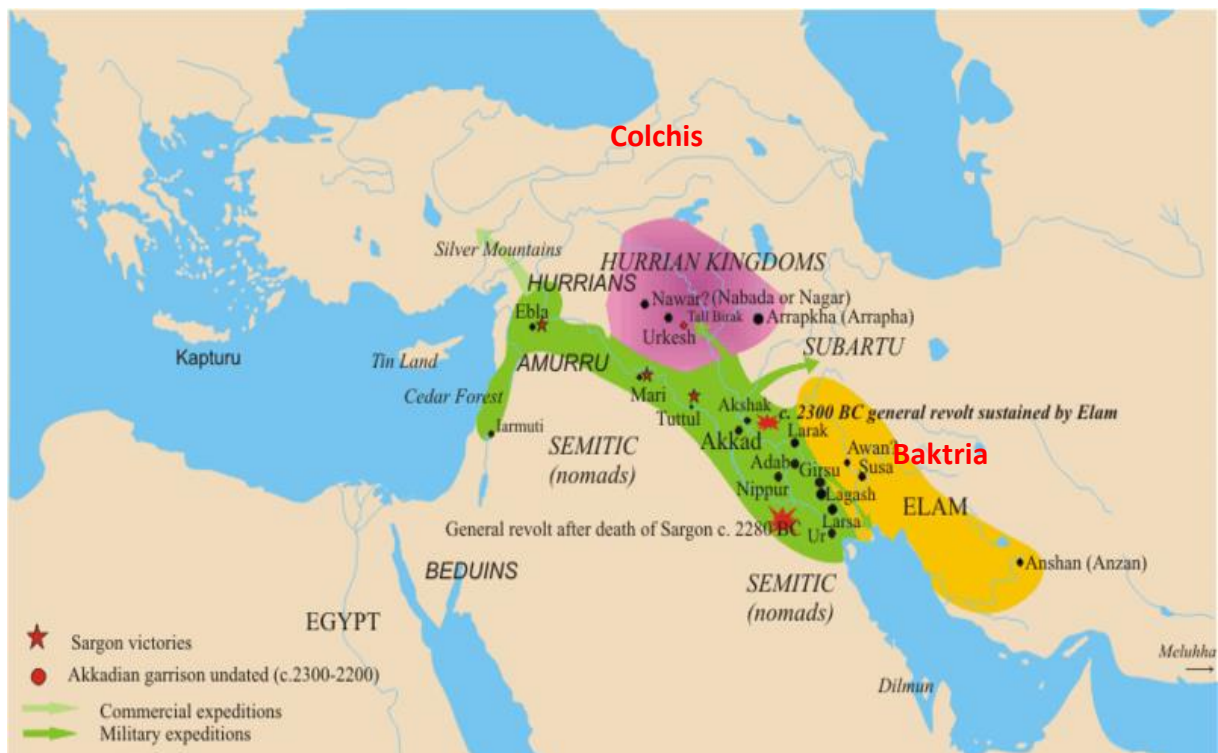 Colchis
Silver Mountains
HURRIAN KINGDOMS
HURRIANS
Nawar? (Nabada or Nagar)
Ebla
Tall Birak
Arrapkha (Arrapha)
Urkesh
Kapturu
Tin Land
AMURRU
SUBARTU
Cedar Forest
Mari
Iarmuti
Tuttul
Akshak
c. 2300 BC general revolt sustained by Elam
Akkad
Larak
SEMITIC
(nomads)
Awan?
Baktria
Adab
Girsu
Susa
Nippur
Lagash
ELAM
General revolt after death of Sargon c. 2280 BC
Larsa
Ur
Anshan (Anzan)
BEDUINS
SEMITIC
(nomads)
EGYPT
Sargon victories
Akkadian garrison undated (c.2300-2200)
Commercial expeditions
Military expeditions
Meluhha
Dilmun